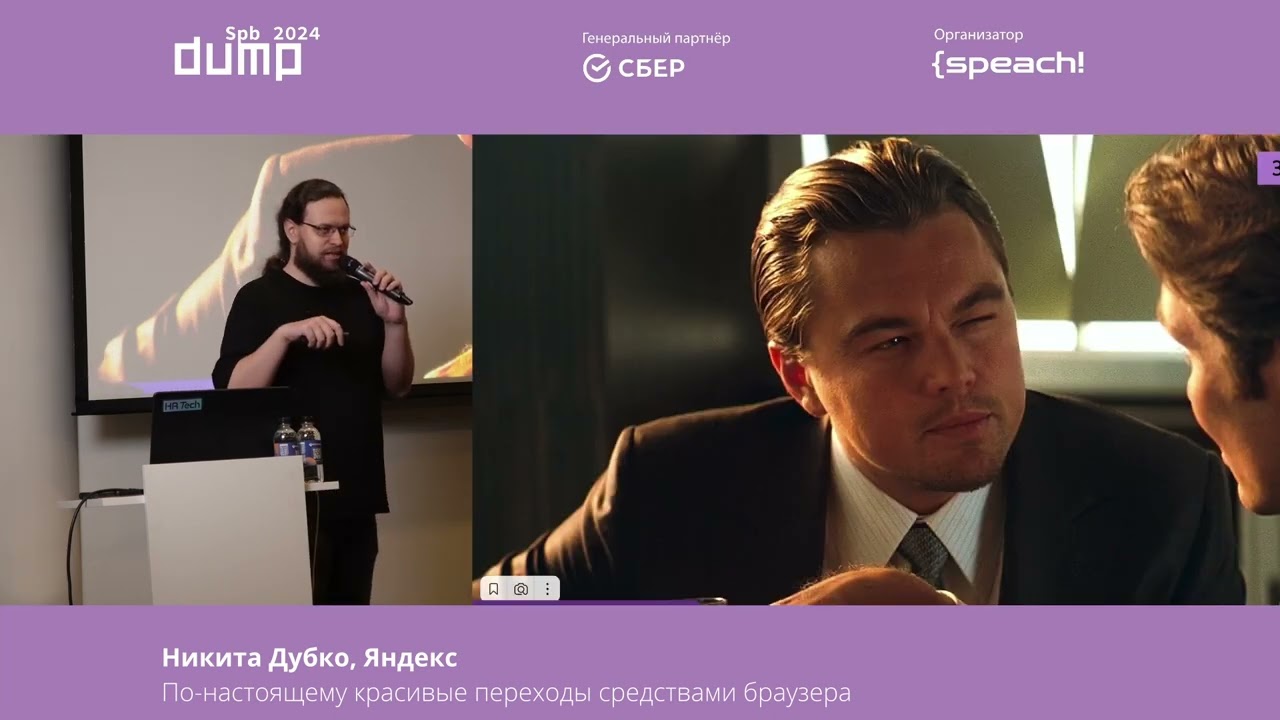 Spb 2024
dump
Генеральный партнёр
СБЕР
Организатор
{speach!
HR Tech
Никита Дубко, Яндекс
По-настоящему красивые переходы средствами браузера